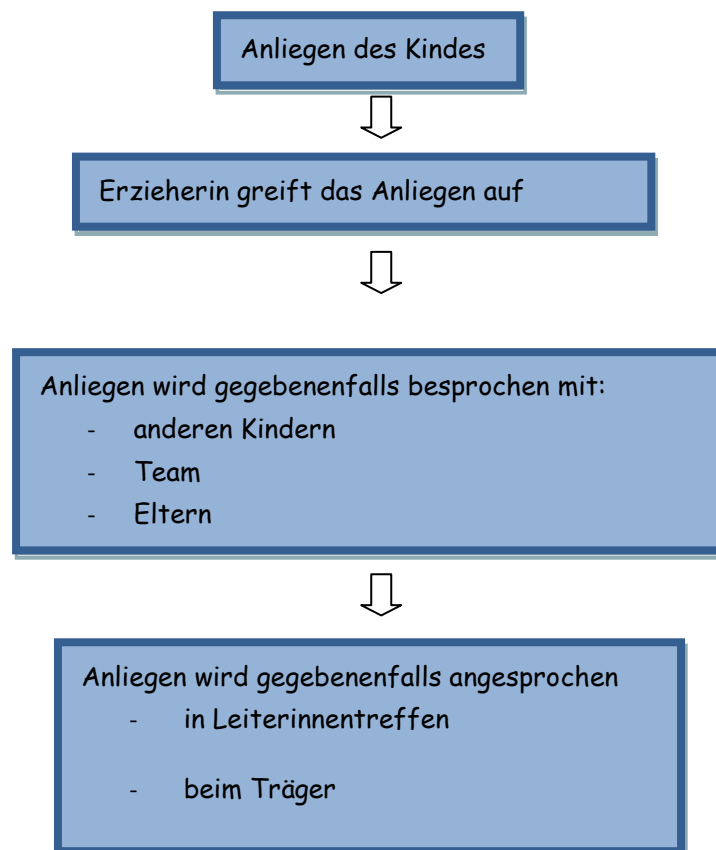 Anliegen des Kindes
Erzieherin greift das Anliegen auf
Anliegen wird gegebenenfalls besprochen mit:
- anderen Kindern
- Team
- Eltern
Anliegen wird gegebenenfalls angesprochen
- in Leiterinnentreffen
- beim Träger